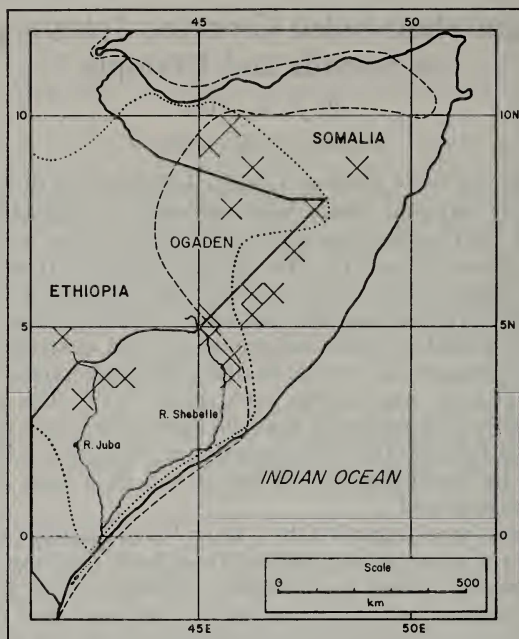 45
50
10
10N
SOMALIA
OGADEN
ETHIOPIA
5
5N
R. Shebelle
R. Juba
INDIAN OCEAN
0
0
Scale
0
500
km
45E
50E